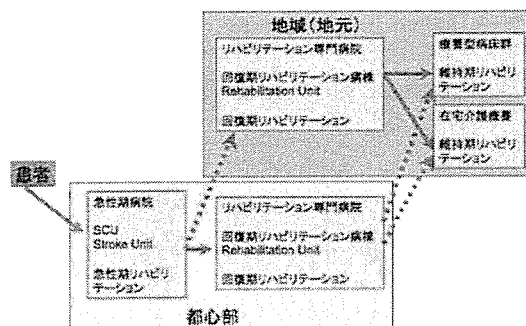 地域(地元)
リハビリテーション専門病院
回復期リハビリテーション病棟
Rehabilitation Unit
回復期リハビリテーション
療養型病床群
維持期リハビリ
テーション
在宅介護療養
維持期リハビリ
テーション
患者
急性期病院
SCU
Stroke Unit
急性期リハビリ
テーション
リハビリテーション専門病院
回復期リハビリテーション病棟
Rehabilitation Unit
回復期リハビリテーション
都心部